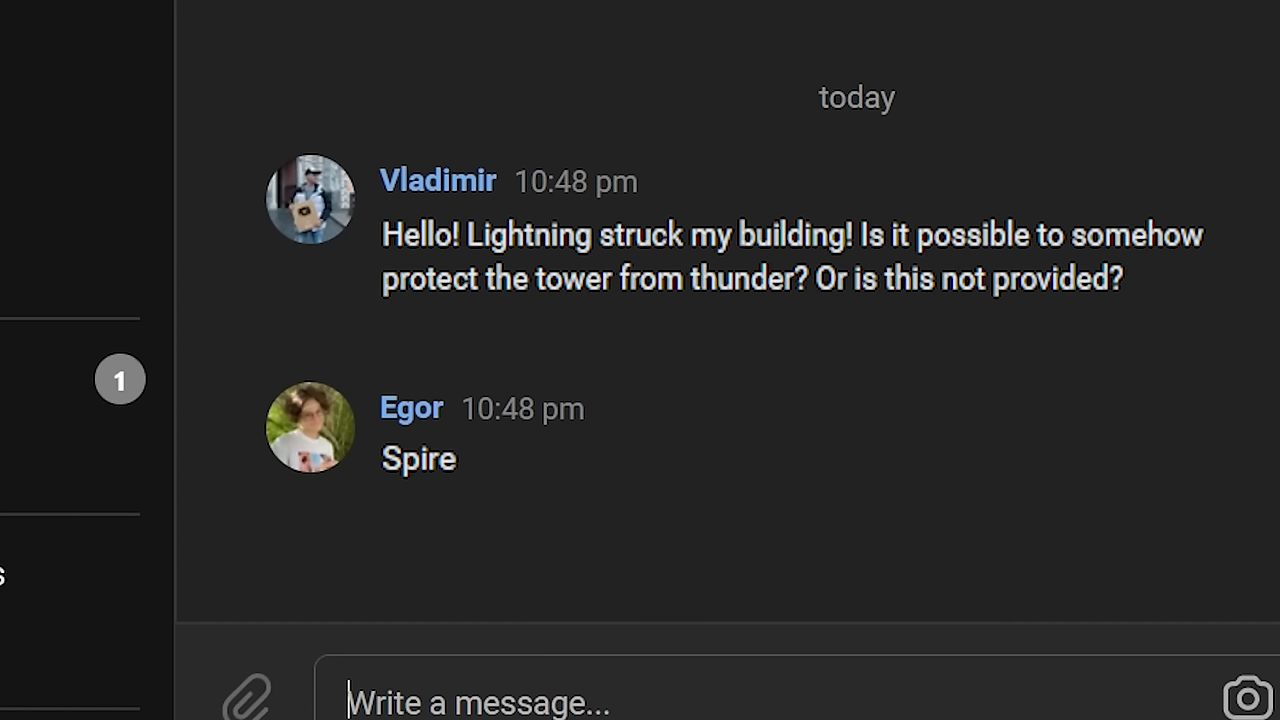 today
Vladimir 10:48 pm
Hello! Lightning struck my building! Is it possible to somehow
protect the tower from thunder? Or is this not provided?
1
Egor 10:48 pm
Spire
s
Write a message...